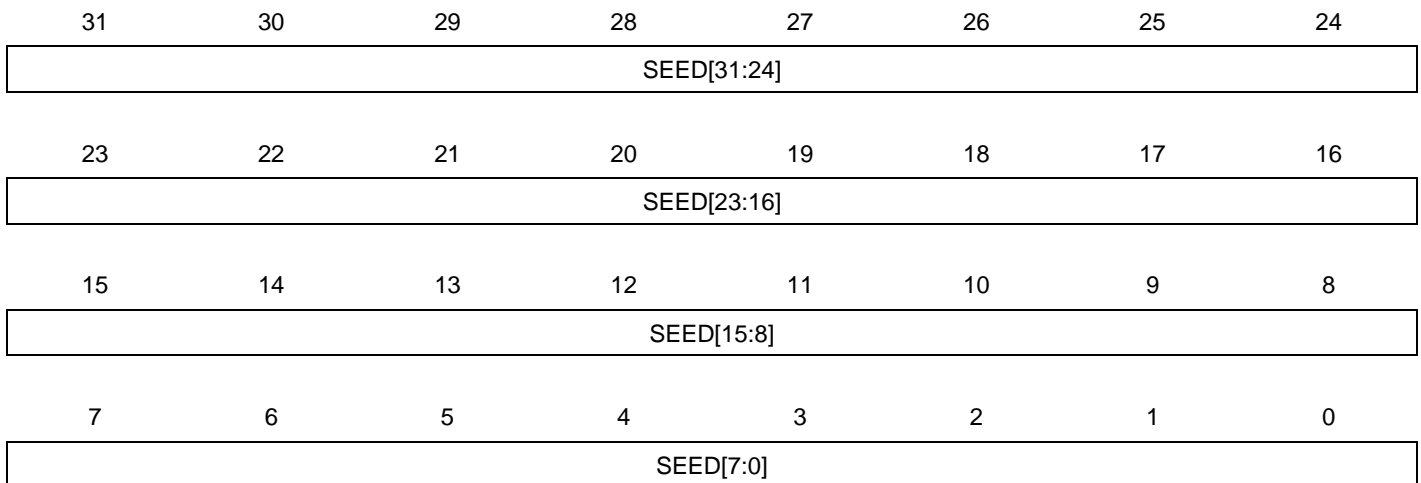 31 30 29 28 27 26 25 24
SEED[31:24]
23 22 21 20 19 18 17 16
SEED[23:16]
15 14 13 12 11 10 9 8
SEED[15:8]
7 6 5 4 3 2 1 0
SEED[7:0]